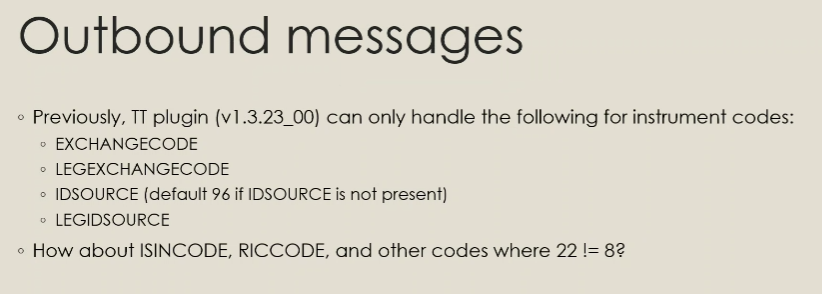 Outbound messages
Previously, TT plugin (v1.3.23_00) can only handle the following for instrument codes:
EXCHANGECODE
LEGEXCHANGECODE
IDSOURCE (default 96 if IDSOURCE is not present)
LEGIDSOURCE
How about ISINCODE, RICCODE, and other codes where 22 != 8?